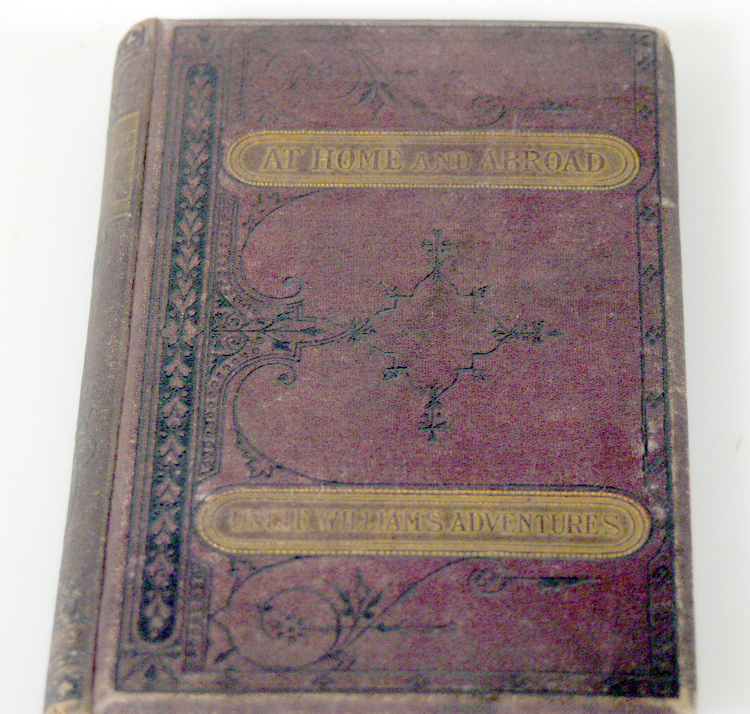 AT HOME AND ABROAD
UNCLE WILLIAM'S ADVENTURES